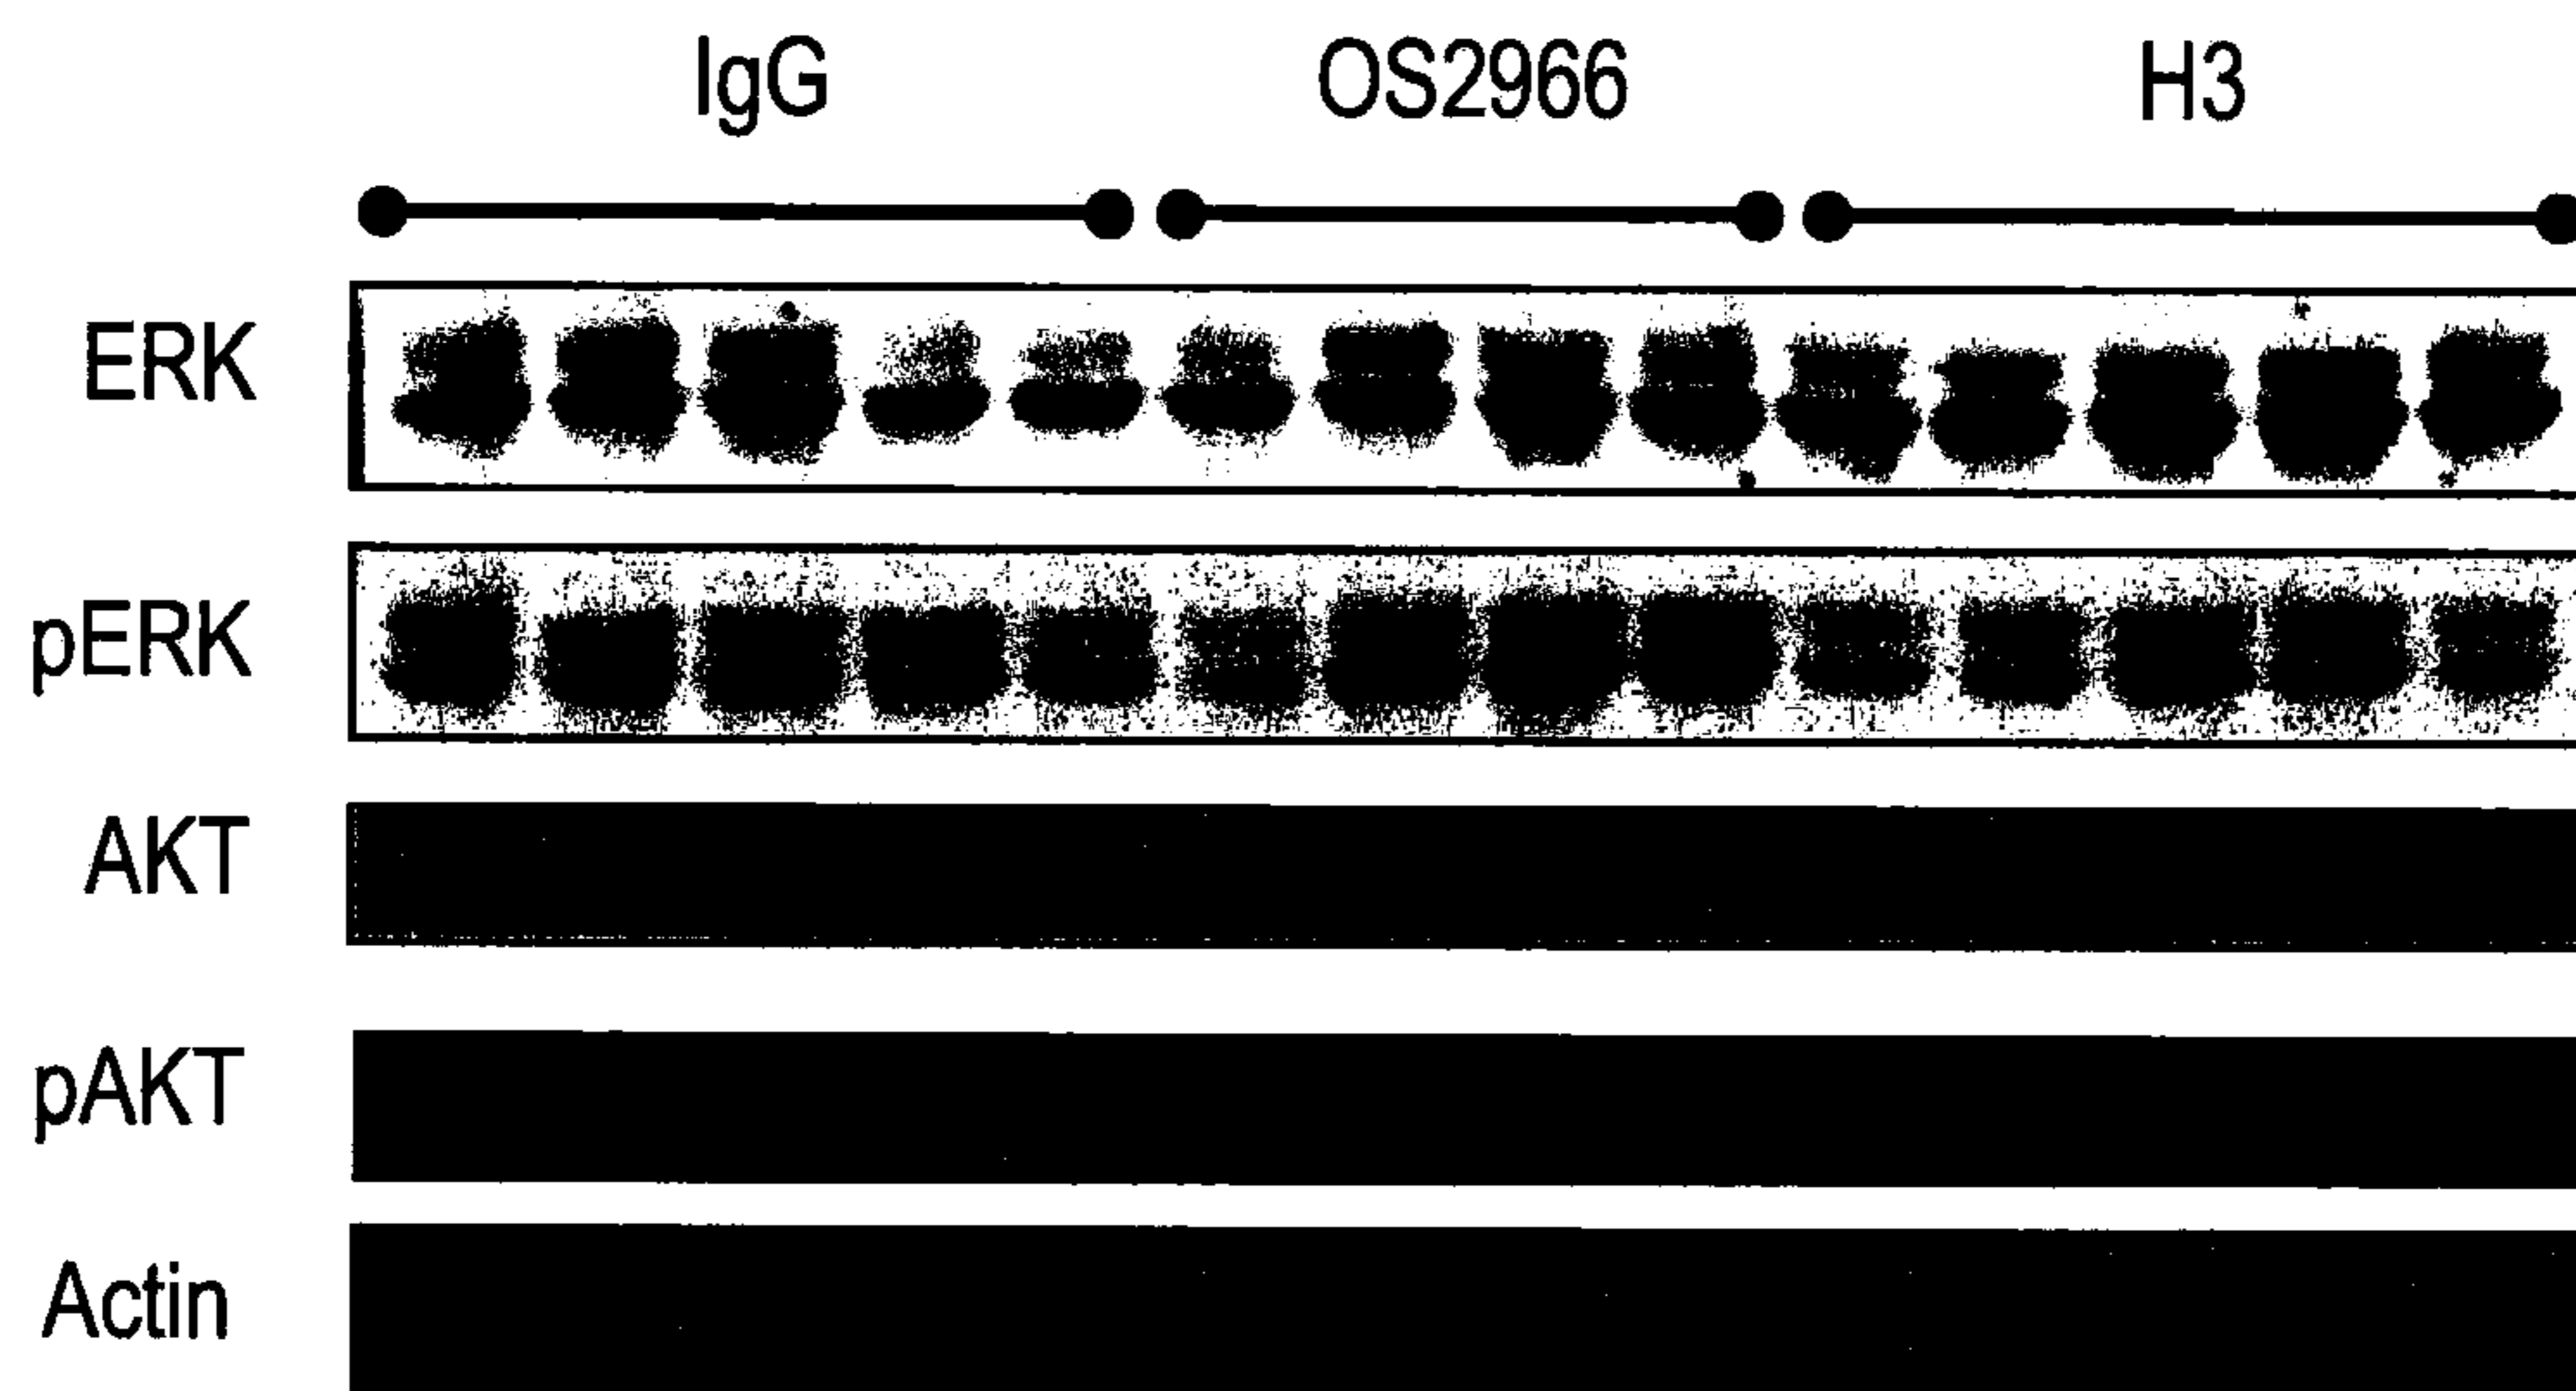 IgG OS2966 H3
ERK
pERK
AKT
pAKT
Actin